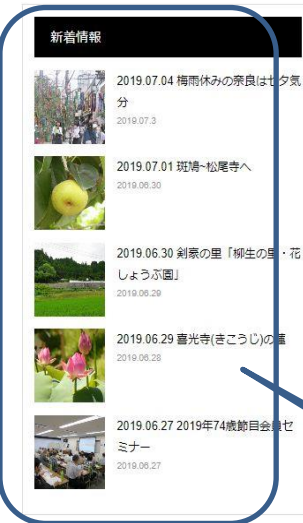 新着情報
2019.07.04 梅雨休みの奈良は七夕気
分
2019.07.3
2019.07.01 斑鳩~松尾寺へ
2019.06.30
2019.06.30 剣豪の里「柳生の里・花
しょうぶ園」
2019.06.29
2019.06.29 喜光寺(きこうじ)の蓮
2019.06.28
2019.06.27 2019年74歳節目会員セ
ミナー
2019.06.27